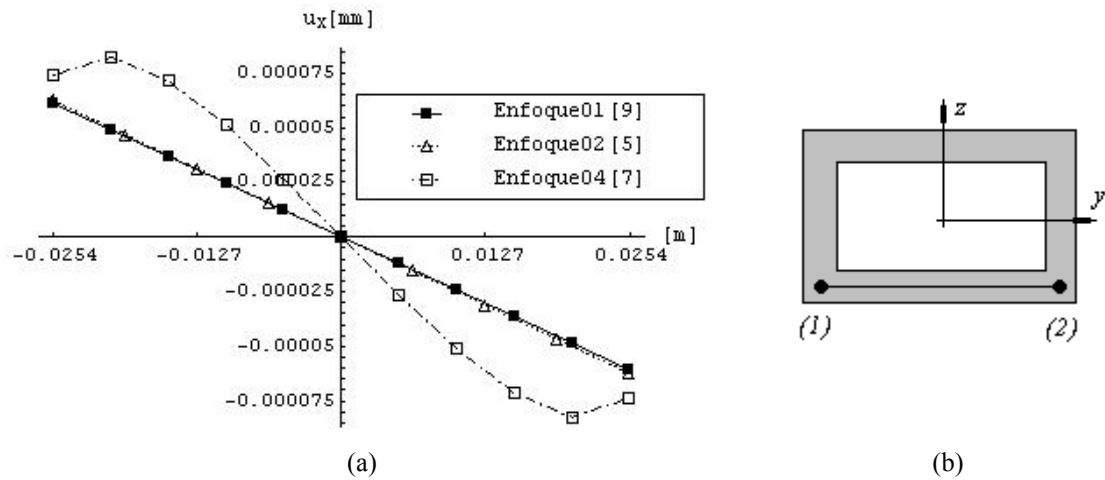 u_X[mm]
0.000075
0.00005
0.000025
Enfoque01[9]
Enfoque02[5]
Enfoque04[7]
[m]
-0.0254
-0.0127
0.0127
0.0254
-0.000025
-0.00005
-0.000075
(a)
z
y
(1)
(2)
(b)